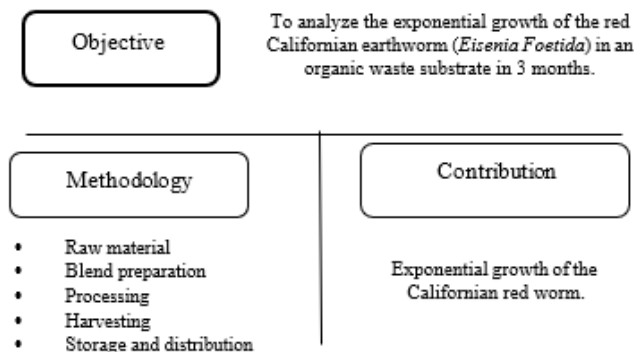 Objective
To analyze the exponential growth of the red
Californian earthworm (Eisenia Foetida) in an
organic waste substrate in 3 months.
Methodology
• Raw material
• Blend preparation
• Processing
• Harvesting
• Storage and distribution
Contribution
Exponential growth of the
Californian red worm.